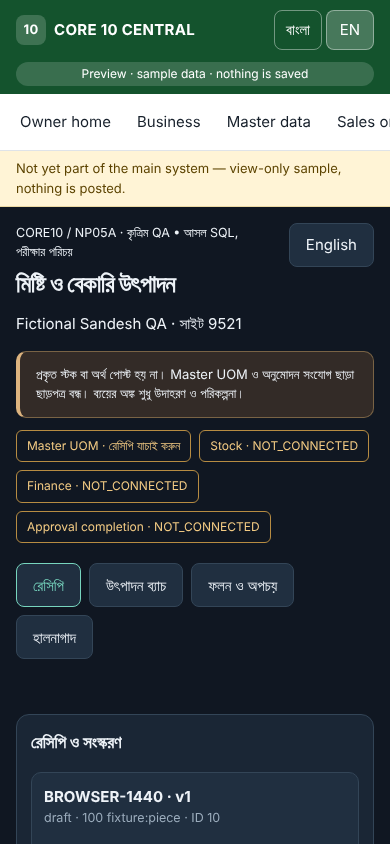 10 CORE 10 CENTRAL বাংলা EN
Preview · sample data · nothing is saved
Owner home Business Master data Sales or
Not yet part of the main system — view-only sample,
nothing is posted.
CORE10 / NP05A · কৃত্রিম QA • আসল SQL,
পরীক্ষার পরিচয়
English
মিষ্টি ও বেকারি উৎপাদন
Fictional Sandesh QA · সাইট 9521
প্রকৃত স্টক বা অর্থ পোস্ট হয় না। Master UOM ও অনুমোদন সংযোগ ছাড়া
ছাড়পত্র বন্ধ। ব্যয়ের অঙ্ক শুধু উদাহরণ ও পরিকল্পনা।
Master UOM · রেসিপি যাচাই করুন Stock · NOT_CONNECTED
Finance · NOT_CONNECTED
Approval completion · NOT_CONNECTED
রেসিপি উৎপাদন ব্যাচ ফলন ও অপচয়
হালনাগাদ
রেসিপি ও সংস্করণ
BROWSER-1440 · v1
draft · 100 fixture:piece · ID 10